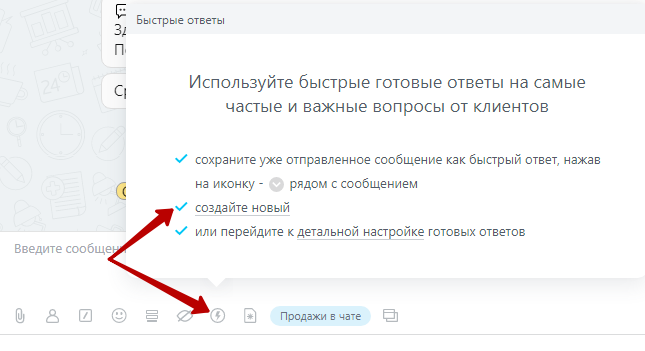 Быстрые ответы
Зд
По
Ср
Используйте быстрые готовые ответы на самые
частые и важные вопросы от клиентов
сохраните уже отправленное сообщение как быстрый ответ, нажав
на иконку - рядом с сообщением
создайте новый
или перейдите к детальной настройке готовых ответов
Введите сообщени
Продажи в чате